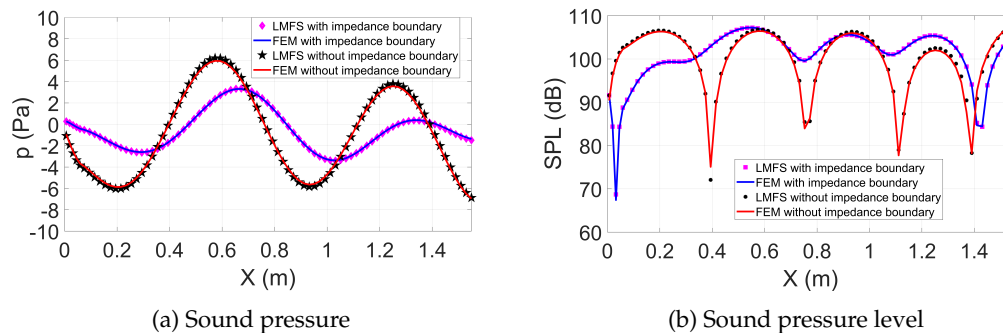 10
8
6
4
2
0
-2
-4
-6
-8
-10
p (Pa)
LMFS with impedance boundary
FEM with impedance boundary
LMFS without impedance boundary
FEM without impedance boundary
0 0.2 0.4 0.6 0.8 1 1.2 1.4
X (m)
(a) Sound pressure
110
100
90
80
70
60
SPL (dB)
LMFS with impedance boundary
FEM with impedance boundary
LMFS without impedance boundary
FEM without impedance boundary
0 0.2 0.4 0.6 0.8 1 1.2 1.4
X (m)
(b) Sound pressure level